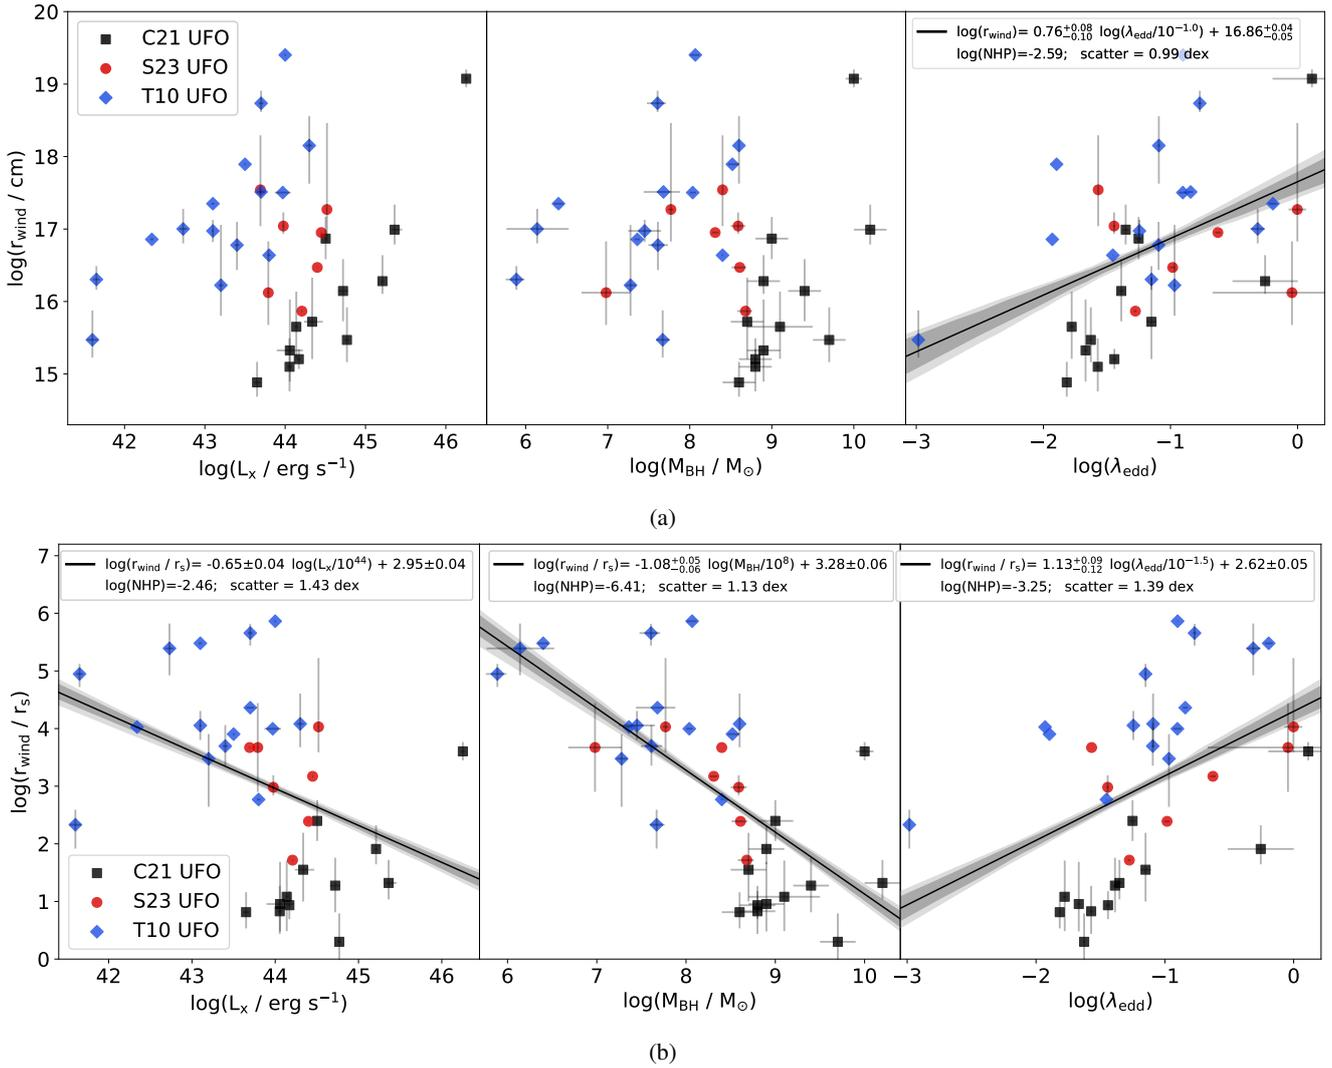 20
19
18
17
16
15
log(r_wind / cm)
C21 UFO
S23 UFO
T10 UFO
42 43 44 45 46
log(L_x / erg s^−1)
6 7 8 9 10
log(M_BH / M_⊙)
log(r_wind)= 0.76^+0.08_−0.10 log(λ_edd/10^−1.0) + 16.86^+0.04_−0.05
log(NHP)=-2.59; scatter = 0.99 dex
−3 −2 −1 0
log(λ_edd)
(a)
7
6
5
4
3
2
1
0
log(r_wind / r_s)
log(r_wind / r_s)= -0.65±0.04 log(L_x/10^44) + 2.95±0.04
log(NHP)=-2.46; scatter = 1.43 dex
C21 UFO
S23 UFO
T10 UFO
42 43 44 45 46
log(L_x / erg s^−1)
log(r_wind / r_s)= -1.08^+0.05_−0.06 log(M_BH/10^8) + 3.28±0.06
log(NHP)=-6.41; scatter = 1.13 dex
6 7 8 9 10
log(M_BH / M_⊙)
log(r_wind / r_s)= 1.13^+0.09_−0.12 log(λ_edd/10^−1.5) + 2.62±0.05
log(NHP)=-3.25; scatter = 1.39 dex
−3 −2 −1 0
log(λ_edd)
(b)